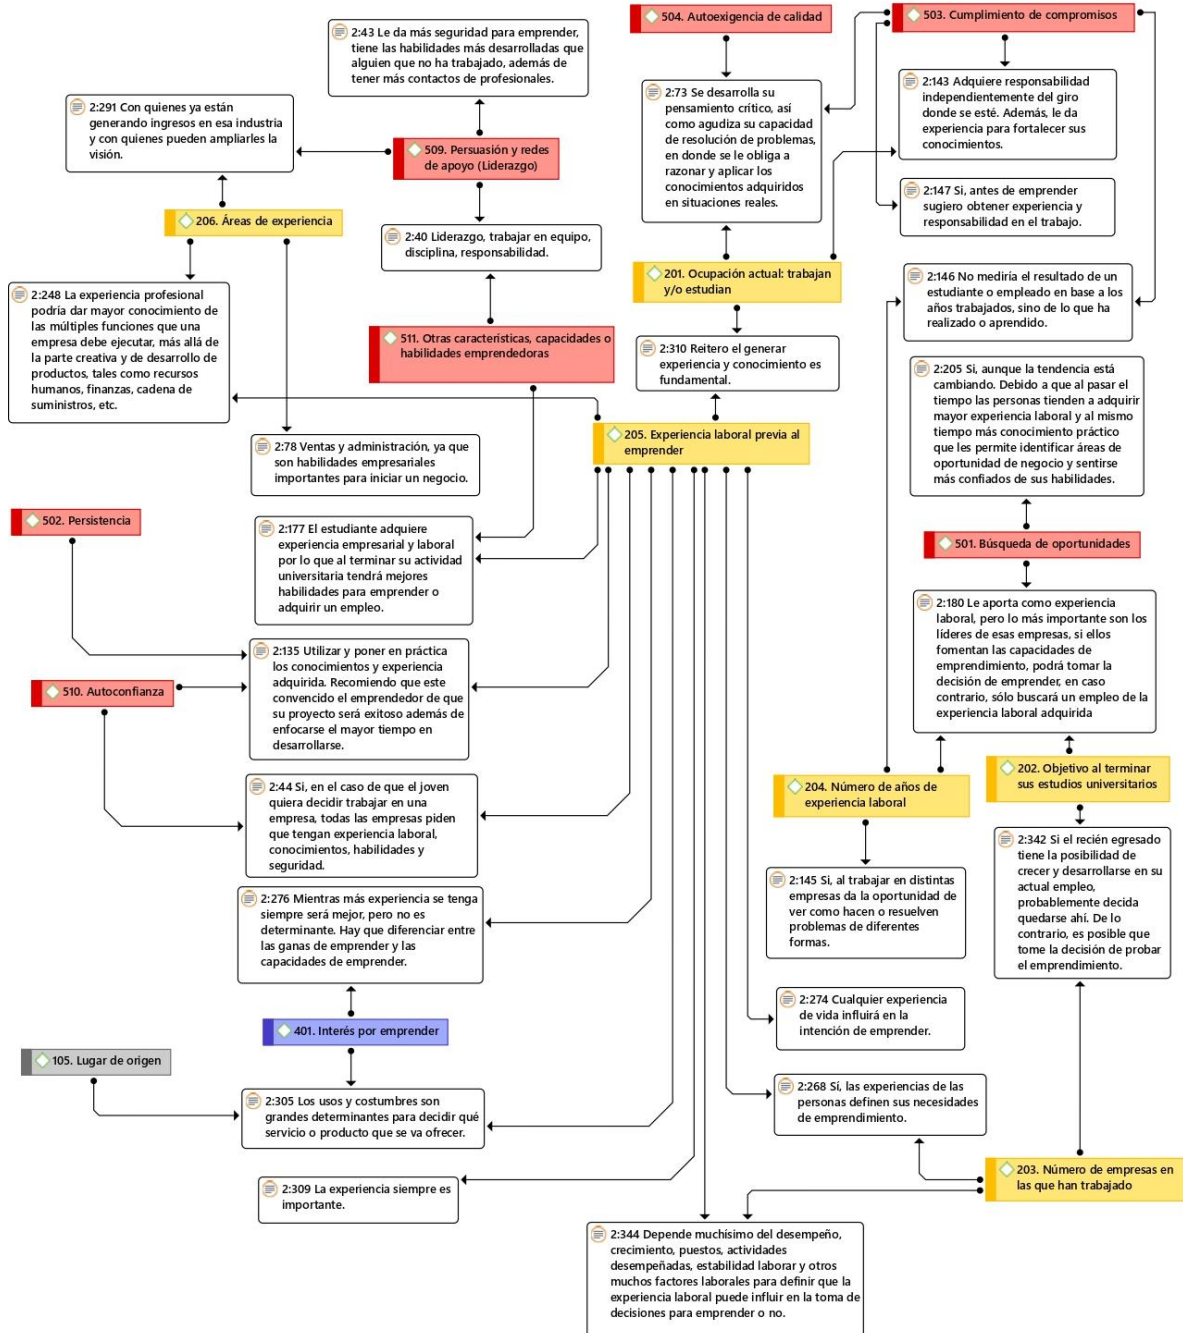 504. Autoexigencia de calidad
503. Cumplimiento de compromisos
2:43 Le da más seguridad para emprender,
tiene las habilidades más desarrolladas que
alguien que no ha trabajado, además de
tener más contactos de profesionales.
2:73 Se desarrolla su
pensamiento crítico, así
como agudiza su capacidad
de resolución de problemas,
en donde se le obliga a
razonar y aplicar los
conocimientos adquiridos
en situaciones reales.
2:143 Adquiere responsabilidad
independientemente del giro
donde se esté. Además, le da
experiencia para fortalecer sus
conocimientos.
2:291 Con quienes ya están
generando ingresos en esa industria
y con quienes pueden ampliarles la
visión.
509. Persuasión y redes
de apoyo (Liderazgo)
2:147 Si, antes de emprender
sugiero obtener experiencia y
responsabilidad en el trabajo.
206. Áreas de experiencia
2:40 Liderazgo, trabajar en equipo,
disciplina, responsabilidad.
201. Ocupación actual: trabajan
y/o estudian
2:146 No mediría el resultado de un
estudiante o empleado en base a los
años trabajados, sino de lo que ha
realizado o aprendido.
2:248 La experiencia profesional
podría dar mayor conocimiento de
las múltiples funciones que una
empresa debe ejecutar, más allá de
la parte creativa y de desarrollo de
productos, tales como recursos
humanos, finanzas, cadena de
suministros, etc.
511. Otras características, capacidades o
habilidades emprendedoras
2:310 Reitero el generar
experiencia y conocimiento es
fundamental.
2:205 Si, aunque la tendencia está
cambiando. Debido a que al pasar el
tiempo las personas tienden a adquirir
mayor experiencia laboral y al mismo
tiempo más conocimiento práctico
que les permite identificar áreas de
oportunidad de negocio y sentirse
más confiados de sus habilidades.
2:78 Ventas y administración, ya que
son habilidades empresariales
importantes para iniciar un negocio.
205. Experiencia laboral previa al
emprender
502. Persistencia
2:177 El estudiante adquiere
experiencia empresarial y laboral
por lo que al terminar su actividad
universitaria tendrá mejores
habilidades para emprender o
adquirir un empleo.
501. Búsqueda de oportunidades
2:180 Le aporta como experiencia
laboral, pero lo más importante son los
líderes de esas empresas, si ellos
fomentan las capacidades de
emprendimiento, podrá tomar la
decisión de emprender, en caso
contrario, sólo buscará un empleo de la
experiencia laboral adquirida
510. Autoconfianza
2:135 Utilizar y poner en práctica
los conocimientos y experiencia
adquirida. Recomiendo que este
convencido el emprendedor de que
su proyecto será exitoso además de
enfocarse el mayor tiempo en
desarrollarse.
2:44 Si, en el caso de que el joven
quiera decidir trabajar en una
empresa, todas las empresas piden
que tengan experiencia laboral,
conocimientos, habilidades y
seguridad.
204. Número de años de
experiencia laboral
202. Objetivo al terminar
sus estudios universitarios
2:342 Si el recién egresado
tiene la posibilidad de
crecer y desarrollarse en su
actual empleo,
probablemente decida
quedarse ahí. De lo
contrario, es posible que
tome la decisión de probar
el emprendimiento.
2:145 Si, al trabajar en distintas
empresas da la oportunidad de
ver como hacen o resuelven
problemas de diferentes
formas.
2:276 Mientras más experiencia se tenga
siempre será mejor, pero no es
determinante. Hay que diferenciar entre
las ganas de emprender y las
capacidades de emprender.
2:274 Cualquier experiencia
de vida influirá en la
intención de emprender.
401. Interés por emprender
105. Lugar de origen
2:305 Los usos y costumbres son
grandes determinantes para decidir qué
servicio o producto que se va ofrecer.
2:268 Sí, las experiencias de las
personas definen sus necesidades
de emprendimiento.
203. Número de empresas en
las que han trabajado
2:309 La experiencia siempre es
importante.
2:344 Depende muchísimo del desempeño,
crecimiento, puestos, actividades
desempeñadas, estabilidad laborar y otros
muchos factores laborales para definir que la
experiencia laboral puede influir en la toma de
decisiones para emprender o no.